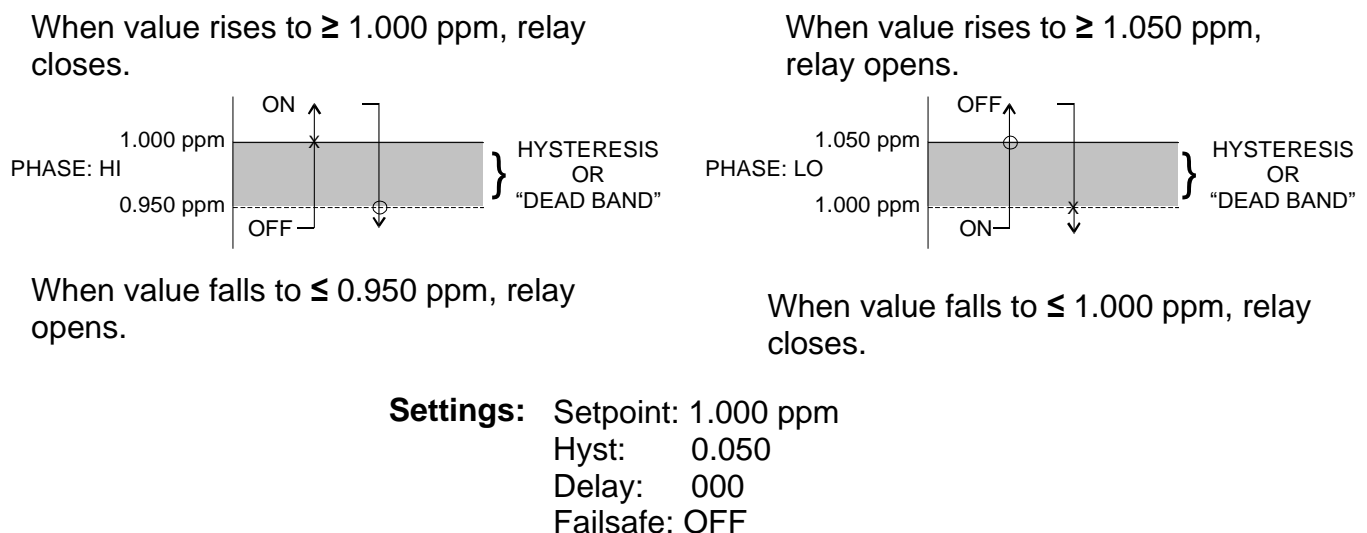 When value rises to ≥ 1.000 ppm, relay
closes.
ON
1.000 ppm
x
PHASE: HI
HYSTERESIS
OR
"DEAD BAND"
}
0.950 ppm
OFF
When value falls to ≤ 0.950 ppm, relay
opens.
When value rises to ≥ 1.050 ppm,
relay opens.
OFF
1.050 ppm
PHASE: LO
HYSTERESIS
OR
“DEAD BAND”
}
1.000 ppm
x
ON
When value falls to ≤ 1.000 ppm, relay
closes.
Settings: Setpoint: 1.000 ppm
Hyst: 0.050
Delay: 000
Failsafe: OFF